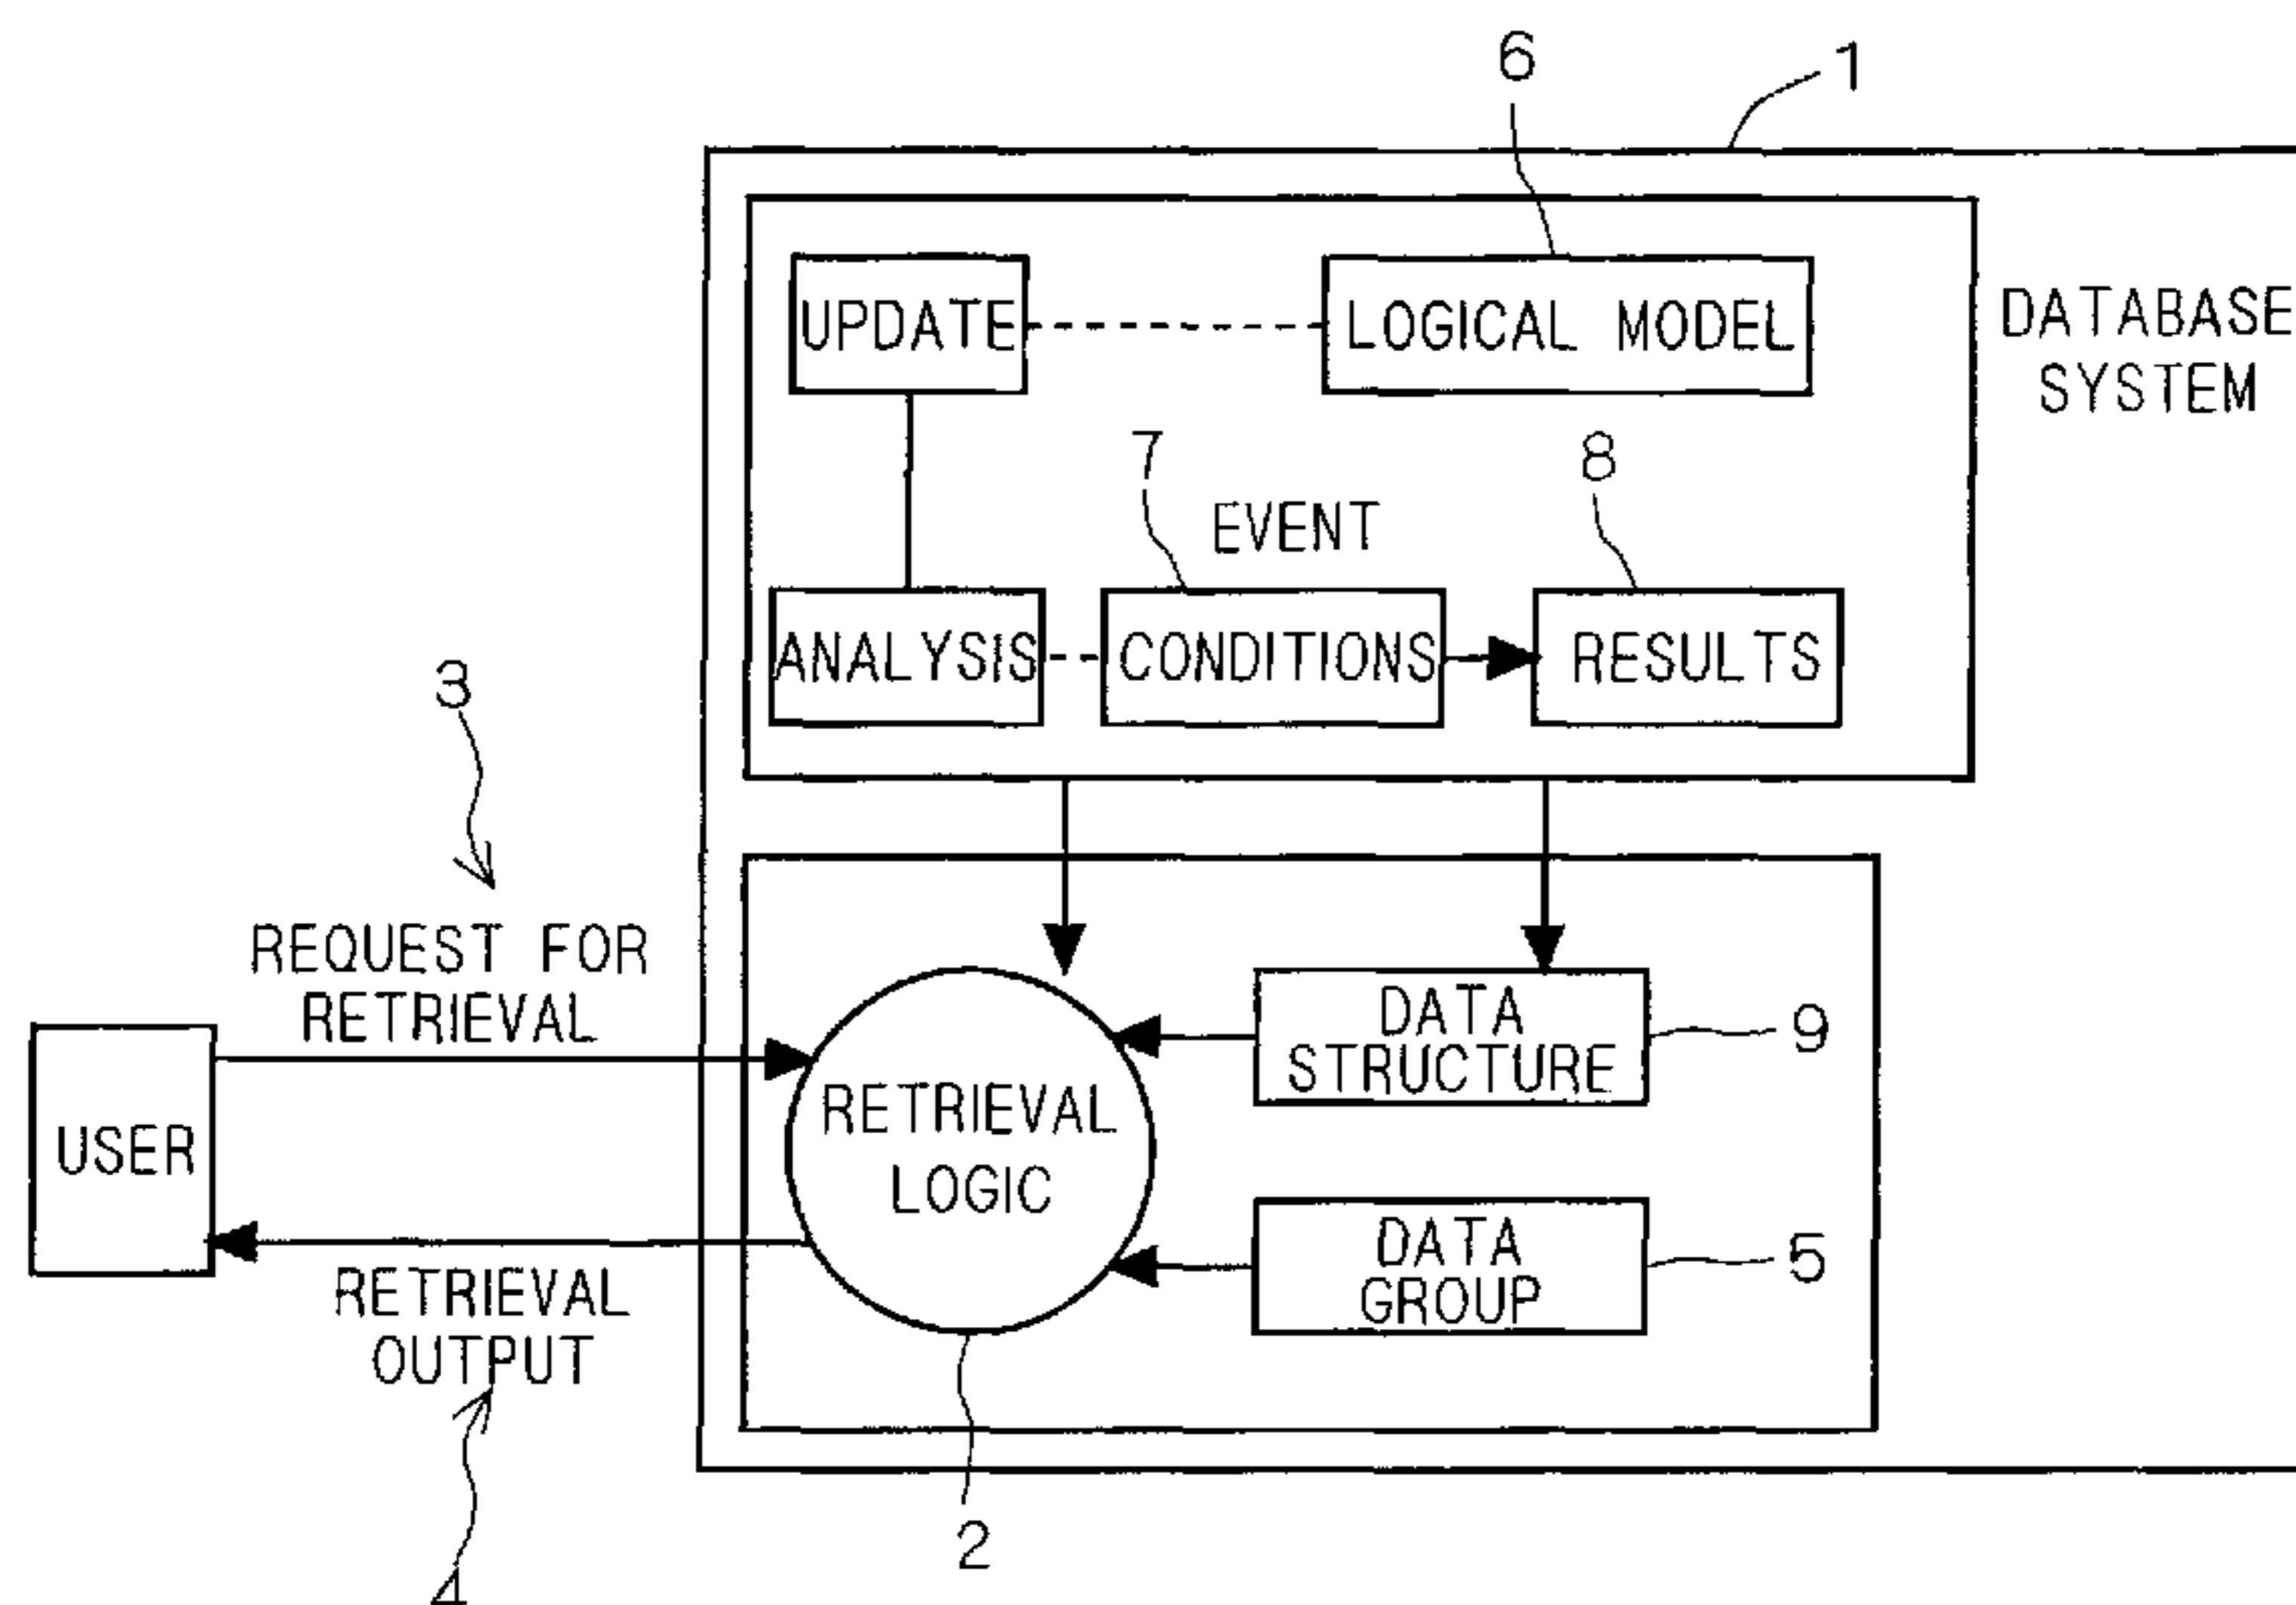 6
1
UPDATE
LOGICAL MODEL
DATABASE
SYSTEM
7
EVENT
8
ANALYSIS
CONDITIONS
RESULTS
3
REQUEST FOR
RETRIEVAL
USER
RETRIEVAL
LOGIC
DATA
STRUCTURE
9
DATA
GROUP
5
RETRIEVAL
OUTPUT
2
4